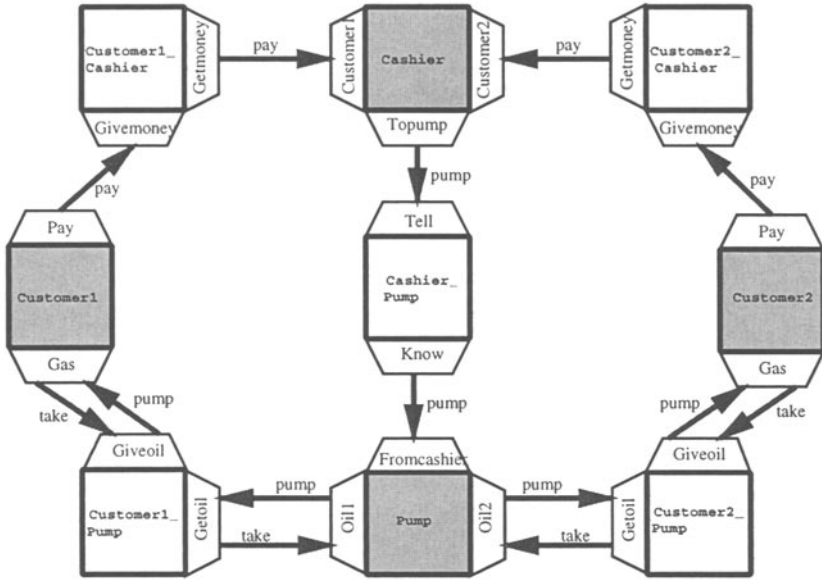 Customer1_
Cashier
Getmoney
Givemoney
pay
Customer1
Cashier
Customer2
Topump
pay
Getmoney
Customer2_
Cashier
Givemoney
pay
pump
pay
Pay
Customer1
Gas
Tell
Cashier_
Pump
Know
Pay
Customer2
Gas
take
pump
pump
pump
take
Giveoil
Customer1_
Pump
Getoil
pump
take
Fromcashier
Oil1
Pump
Oil2
pump
take
Giveoil
Getoil
Customer2_
Pump